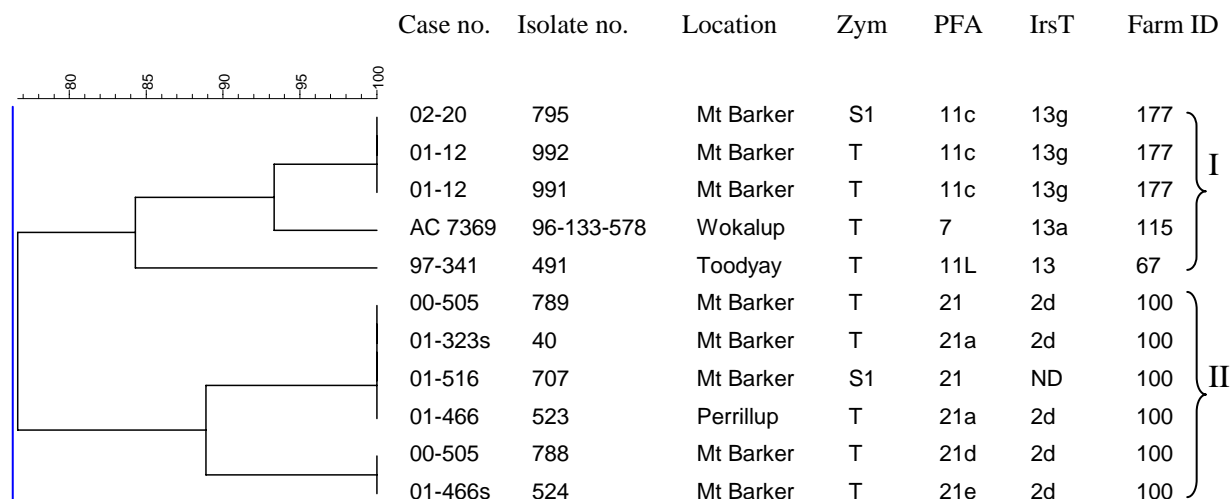 Case no. Isolate no. Location Zym PFA IrsT Farm ID
80 85 90 95 100
02-20 795 Mt Barker S1 11c 13g 177
01-12 992 Mt Barker T 11c 13g 177
I
01-12 991 Mt Barker T 11c 13g 177
AC 7369 96-133-578 Wokalup T 7 13a 115
97-341 491 Toodyay T 11L 13 67
00-505 789 Mt Barker T 21 2d 100
01-323s 40 Mt Barker T 21a 2d 100
01-516 707 Mt Barker S1 21 ND 100
II
01-466 523 Perrillup T 21a 2d 100
00-505 788 Mt Barker T 21d 2d 100
01-466s 524 Mt Barker T 21e 2d 100